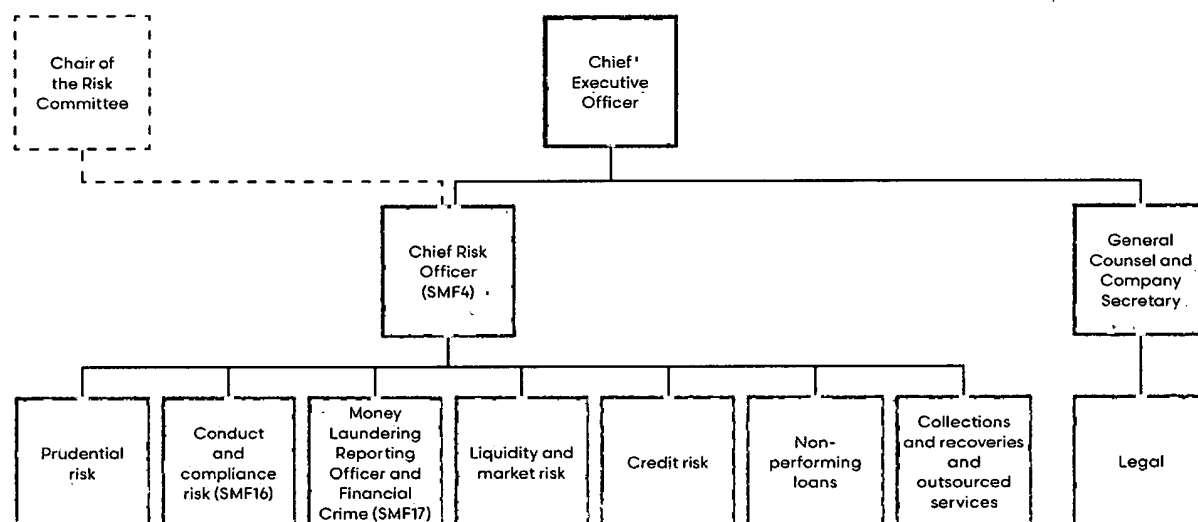 Chair of
the Risk
Committee
Chief
Executive
Officer
Chief Risk
Officer
(SMF4)
General
Counsel and
Company
Secretary
Prudential
risk
Conduct
and
compliance
risk (SMF16)
Money
Laundering
Reporting
Officer and
Financial
Crime (SMF17)
Liquidity and
market risk
Credit risk
Non-
performing
loans
Collections
and recoveries
and
outsourced
services
Legal